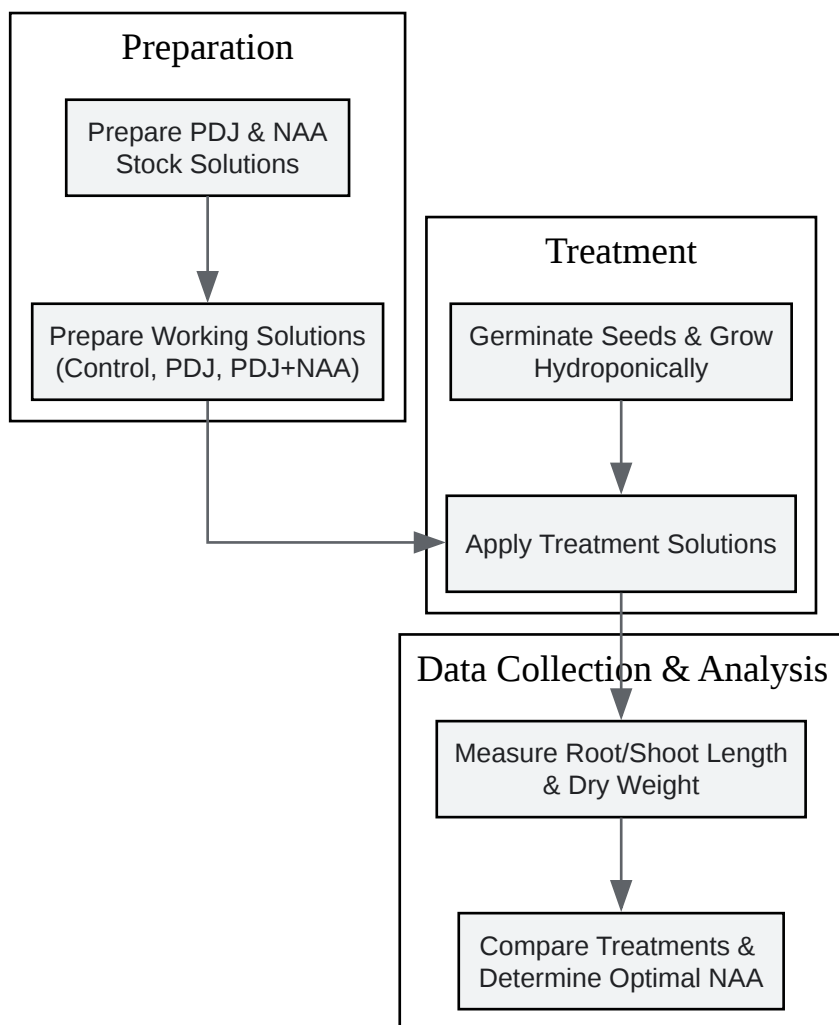 Preparation
Prepare PDJ & NAA
Stock Solutions
Prepare Working Solutions
(Control, PDJ, PDJ+NAA)
Treatment
Germinate Seeds & Grow
Hydroponically
Apply Treatment Solutions
Data Collection & Analysis
Measure Root/Shoot Length
& Dry Weight
Compare Treatments &
Determine Optimal NAA